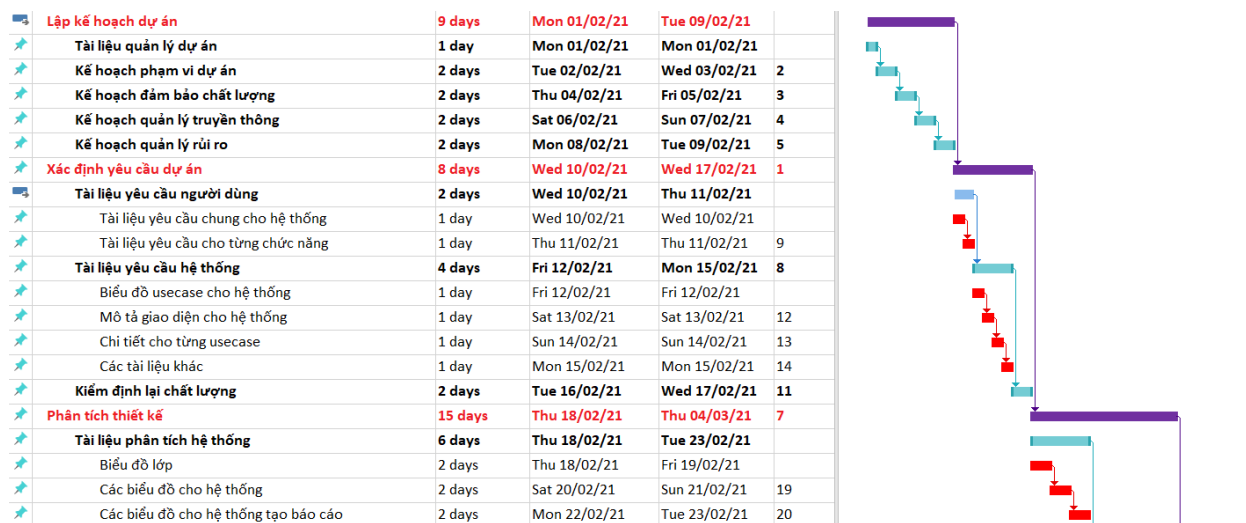 Lập kế hoạch dự án 9 days Mon 01/02/21 Tue 09/02/21
Tài liệu quản lý dự án 1 day Mon 01/02/21 Mon 01/02/21
Kế hoạch phạm vi dự án 2 days Tue 02/02/21 Wed 03/02/21 2
Kế hoạch đảm bảo chất lượng 2 days Thu 04/02/21 Fri 05/02/21 3
Kế hoạch quản lý truyền thông 2 days Sat 06/02/21 Sun 07/02/21 4
Kế hoạch quản lý rủi ro 2 days Mon 08/02/21 Tue 09/02/21 5
Xác định yêu cầu dự án 8 days Wed 10/02/21 Wed 17/02/21 1
Tài liệu yêu cầu người dùng 2 days Wed 10/02/21 Thu 11/02/21
Tài liệu yêu cầu chung cho hệ thống 1 day Wed 10/02/21 Wed 10/02/21
Tài liệu yêu cầu cho từng chức năng 1 day Thu 11/02/21 Thu 11/02/21 9
Tài liệu yêu cầu hệ thống 4 days Fri 12/02/21 Mon 15/02/21 8
Biểu đồ usecase cho hệ thống 1 day Fri 12/02/21 Fri 12/02/21
Mô tả giao diện cho hệ thống 1 day Sat 13/02/21 Sat 13/02/21 12
Chi tiết cho từng usecase 1 day Sun 14/02/21 Sun 14/02/21 13
Các tài liệu khác 1 day Mon 15/02/21 Mon 15/02/21 14
Kiểm định lại chất lượng 2 days Tue 16/02/21 Wed 17/02/21 11
Phân tích thiết kế 15 days Thu 18/02/21 Thu 04/03/21 7
Tài liệu phân tích hệ thống 6 days Thu 18/02/21 Tue 23/02/21
Biểu đồ lớp 2 days Thu 18/02/21 Fri 19/02/21
Các biểu đồ cho hệ thống 2 days Sat 20/02/21 Sun 21/02/21 19
Các biểu đồ cho hệ thống tạo báo cáo 2 days Mon 22/02/21 Tue 23/02/21 20